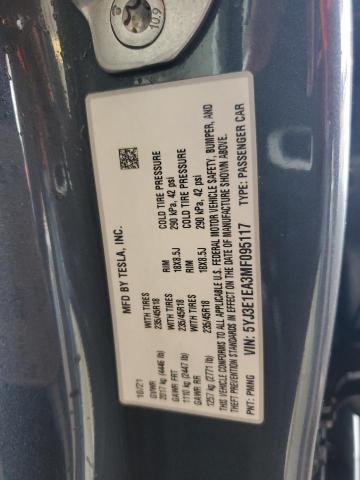 10.9
MFD BY TESLA, INC.
10/21
GVWR 2017 kg (4446 lb)
GAWR FRT 1110 kg (2447 lb) WITH TIRES 235/45R18 RIM 18X8.5J COLD TIRE PRESSURE 290 kPa, 42 psi
GAWR RR 1257 kg (2771 lb) WITH TIRES 235/45R18 RIM 18X8.5J COLD TIRE PRESSURE 290 kPa, 42 psi
THIS VEHICLE CONFORMS TO ALL APPLICABLE U.S. FEDERAL MOTOR VEHICLE SAFETY, BUMPER, AND
THEFT PREVENTION STANDARDS IN EFFECT ON THE DATE OF MANUFACTURE SHOWN ABOVE.
VIN: 5YJ3E1EA3MF095117 TYPE: PASSENGER CAR
PNT: PMNG